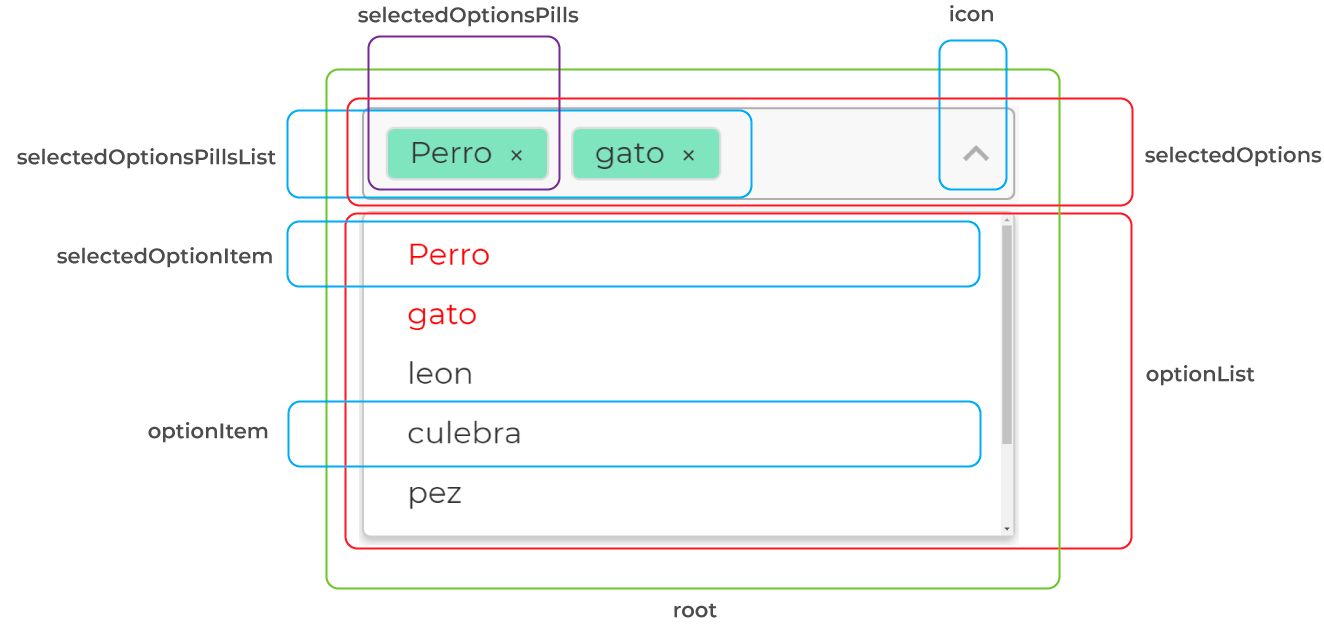 selectedOptionsPills
icon
selectedOptionsPillsList
Perro ×
gato ×
selectedOptions
selectedOptionItem
Perro
gato
leon
optionList
optionItem
culebra
pez
root